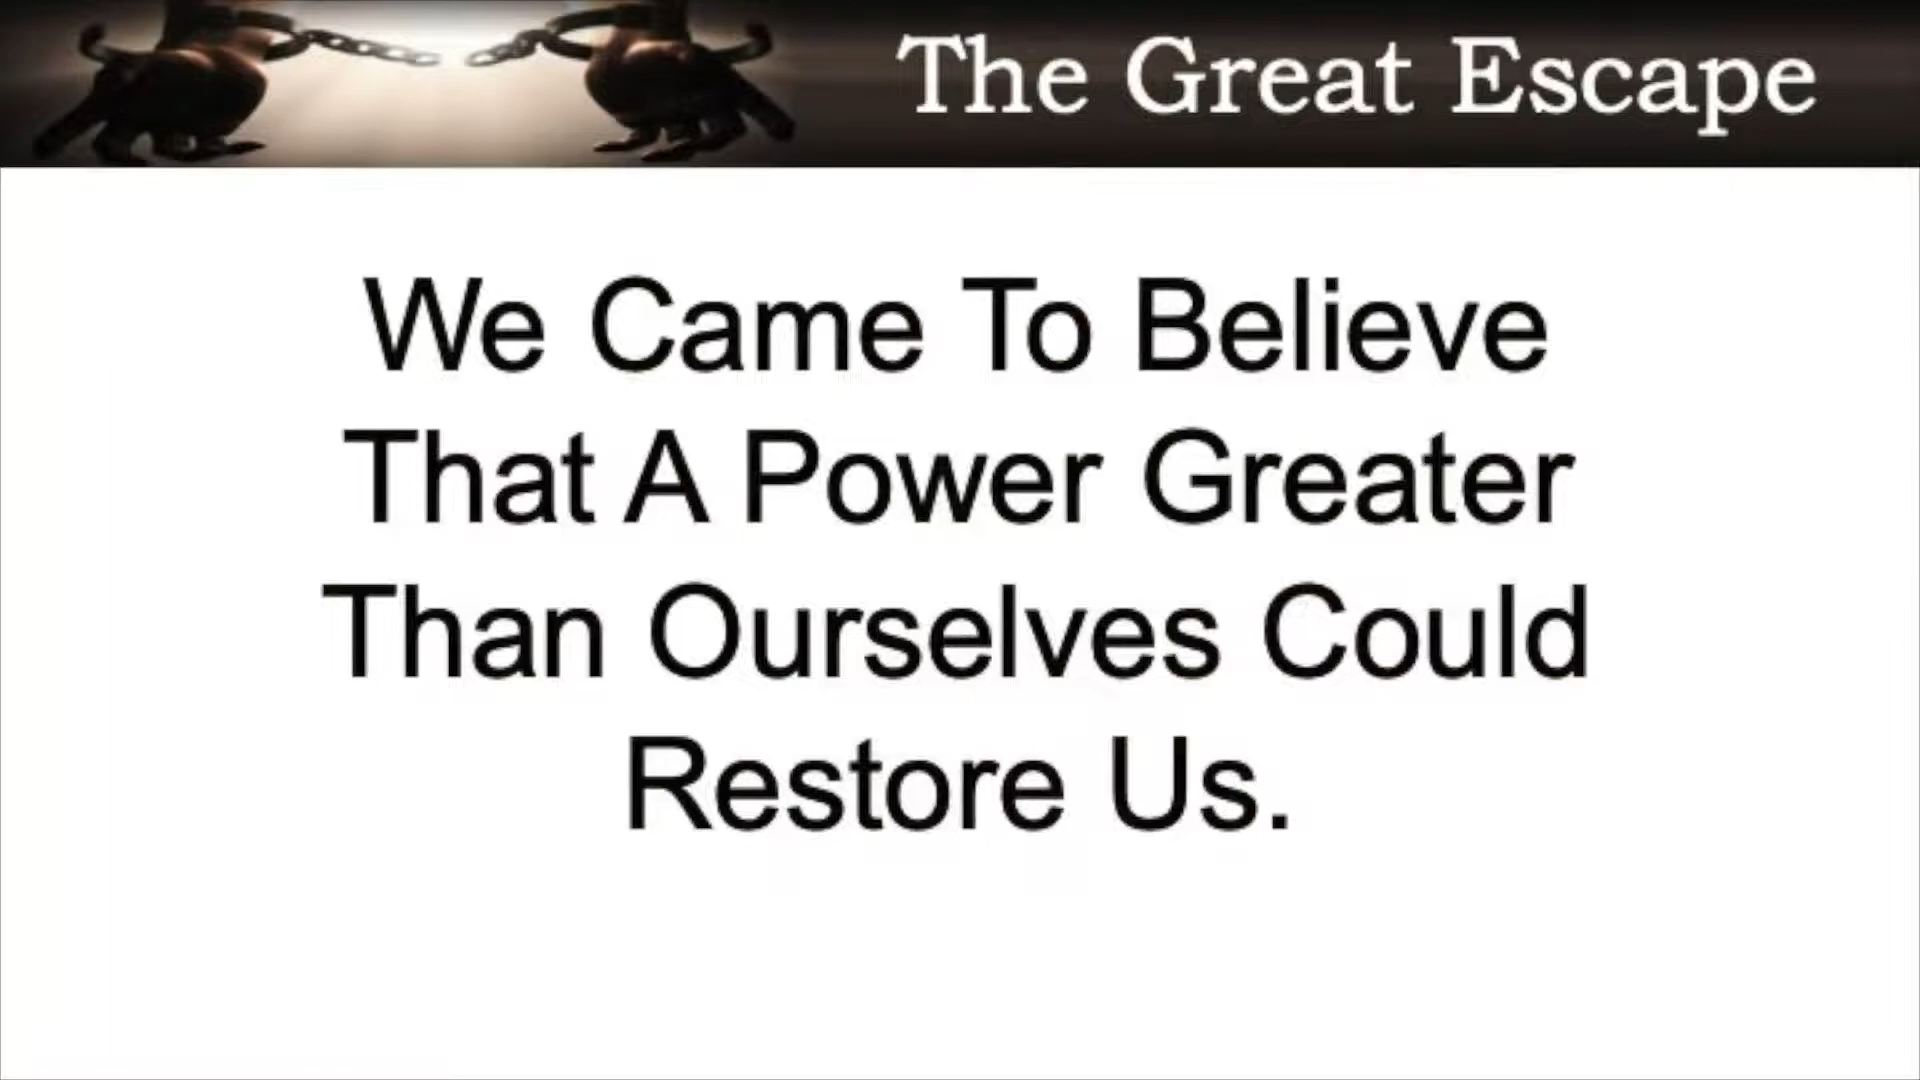 The Great Escape
We Came To Believe
That A Power Greater
Than Ourselves Could
Restore Us.